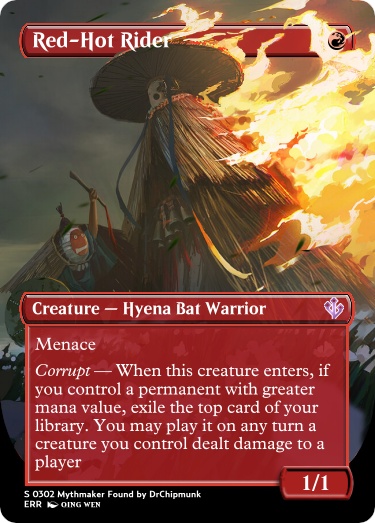 Red-Hot Rider
Creature — Hyena Bat Warrior
Menace
Corrupt — When this creature enters, if
you control a permanent with greater
mana value, exile the top card of your
library. You may play it on any turn a
creature you control dealt damage to a
player
1/1
S 0302 Mythmaker Found by DrChipmunk
ERR OING WEN